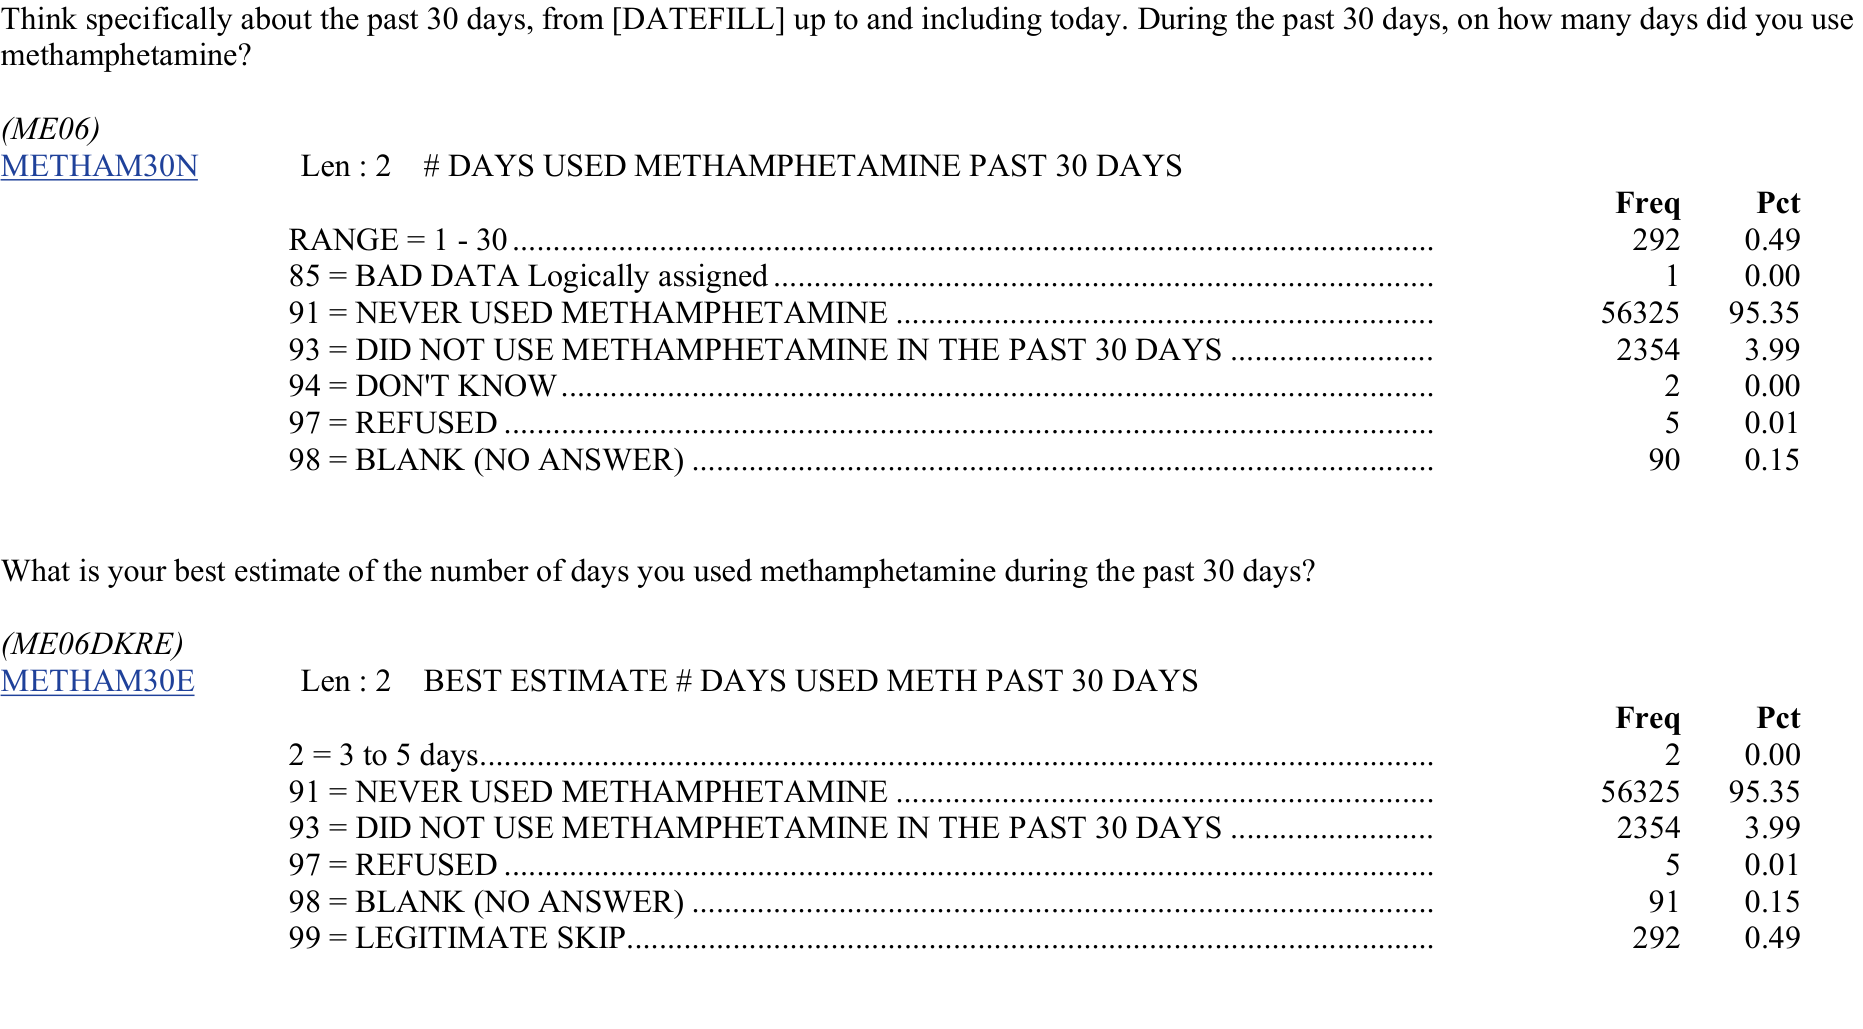 Think specifically about the past 30 days, from [DATEFILL] up to and including today. During the past 30 days, on how many days did you use
methamphetamine?
(ME06)
METHAM30N Len : 2 # DAYS USED METHAMPHETAMINE PAST 30 DAYS
Freq Pct
RANGE = 1 - 30 ........ 292 0.49
85 = BAD DATA Logically assigned ........ 1 0.00
91 = NEVER USED METHAMPHETAMINE ........ 56325 95.35
93 = DID NOT USE METHAMPHETAMINE IN THE PAST 30 DAYS ........ 2354 3.99
94 = DON'T KNOW ........ 2 0.00
97 = REFUSED ........ 5 0.01
98 = BLANK (NO ANSWER) ........ 90 0.15
What is your best estimate of the number of days you used methamphetamine during the past 30 days?
(ME06DKRE)
METHAM30E Len : 2 BEST ESTIMATE # DAYS USED METH PAST 30 DAYS
Freq Pct
2 = 3 to 5 days ........ 2 0.00
91 = NEVER USED METHAMPHETAMINE ........ 56325 95.35
93 = DID NOT USE METHAMPHETAMINE IN THE PAST 30 DAYS ........ 2354 3.99
97 = REFUSED ........ 5 0.01
98 = BLANK (NO ANSWER) ........ 91 0.15
99 = LEGITIMATE SKIP ........ 292 0.49